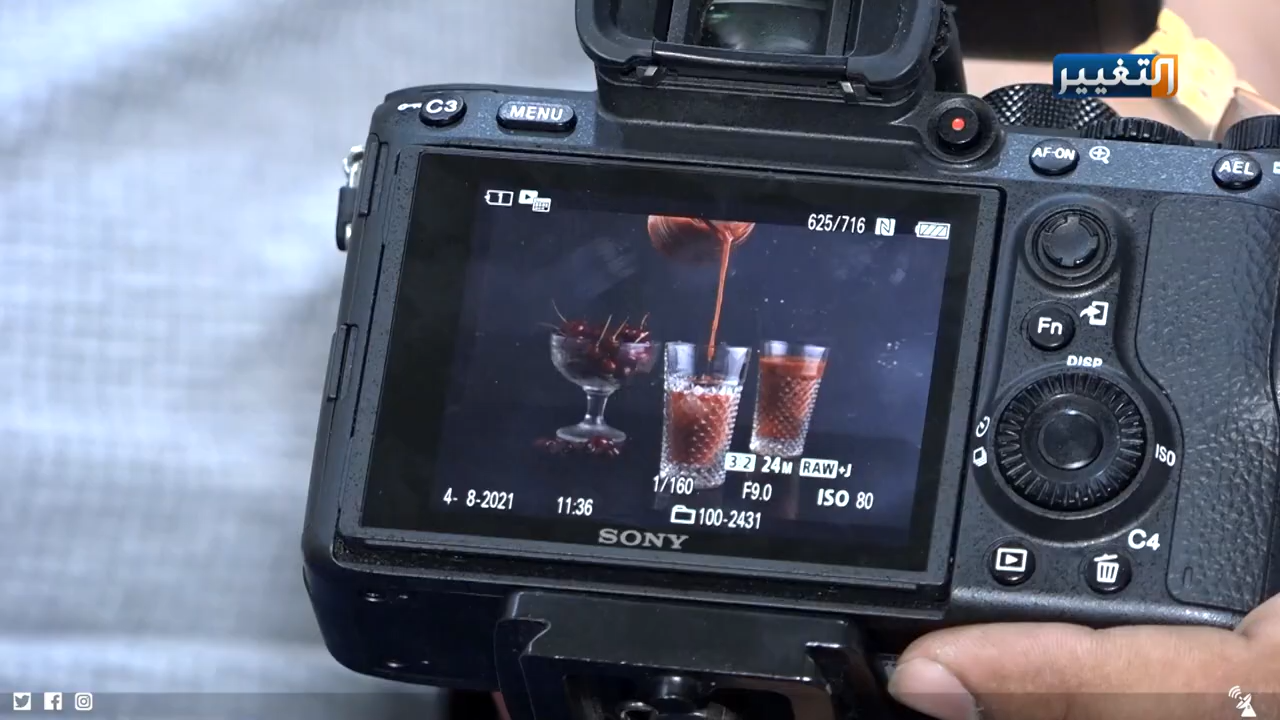 التغيير
C3
MENU
AF-ON
AEL
1
625/716
Fn
DISP
ISO
3:2 24M RAW+J
1/160 F9.0 ISO 80
4- 8-2021 11:36
100-2431
SONY
C4